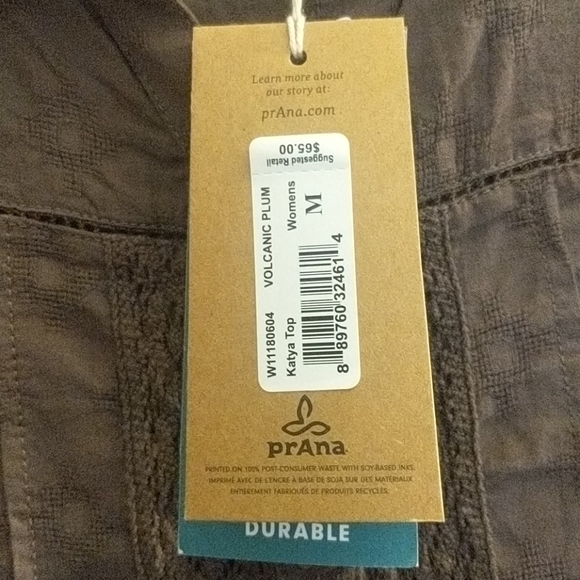 Learn more about
our story at:
prAna.com
Suggested Retail
$65.00
W11180604 VOLCANIC PLUM
Katya Top Womens
M
8 89760 32461 4
prAna
PRINTED ON 100% POST-CONSUMER WASTE WITH SOY-BASED INKS.
IMPRIMÉ AVEC DE L'ENCRE À BASE DE SOJA SUR DES MATÉRIAUX
ENTIÈREMENT FABRIQUÉS DE PRODUITS RECYCLÉS.
DURABLE